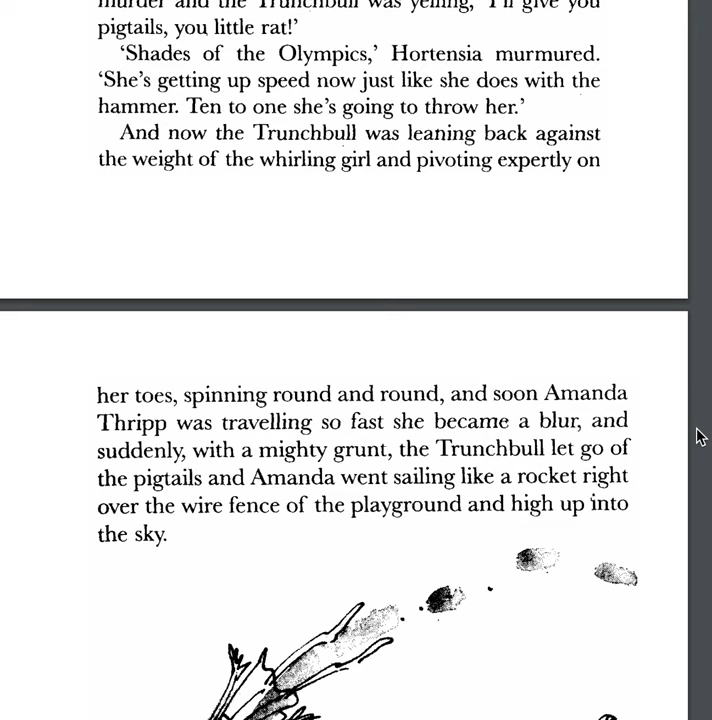 murder and the Trunchbull was yelling, 'I'll give you
pigtails, you little rat!’
‘Shades of the Olympics,’ Hortensia murmured.
‘She’s getting up speed now just like she does with the
hammer. Ten to one she’s going to throw her.’
And now the Trunchbull was leaning back against
the weight of the whirling girl and pivoting expertly on
her toes, spinning round and round, and soon Amanda
Thripp was travelling so fast she became a blur, and
suddenly, with a mighty grunt, the Trunchbull let go of
the pigtails and Amanda went sailing like a rocket right
over the wire fence of the playground and high up into
the sky.